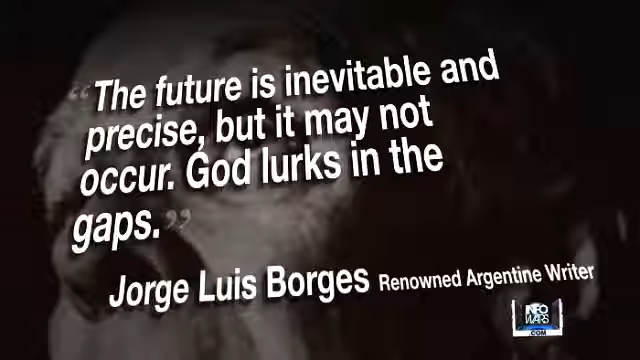 “The future is inevitable and
precise, but it may not
occur. God lurks in the
gaps.”
Jorge Luis Borges Renowned Argentine Writer
INFO
WARS
.COM